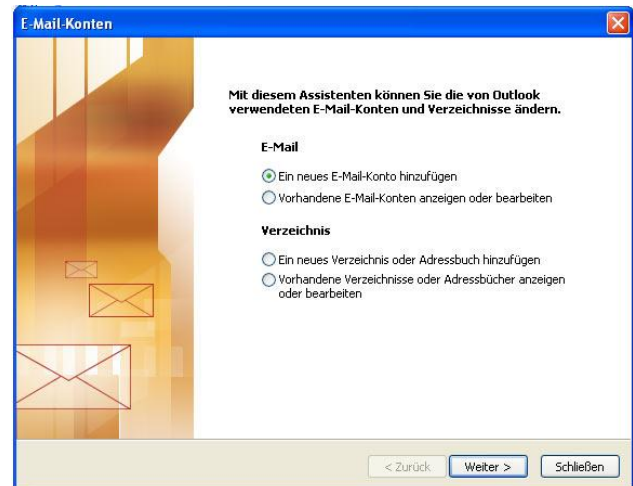 E-Mail-Konten
Mit diesem Assistenten können Sie die von Outlook
verwendeten E-Mail-Konten und Verzeichnisse ändern.
E-Mail
Ein neues E-Mail-Konto hinzufügen
Vorhandene E-Mail-Konten anzeigen oder bearbeiten
Verzeichnis
Ein neues Verzeichnis oder Adressbuch hinzufügen
Vorhandene Verzeichnisse oder Adressbücher anzeigen
oder bearbeiten
< Zurück Weiter > Schließen